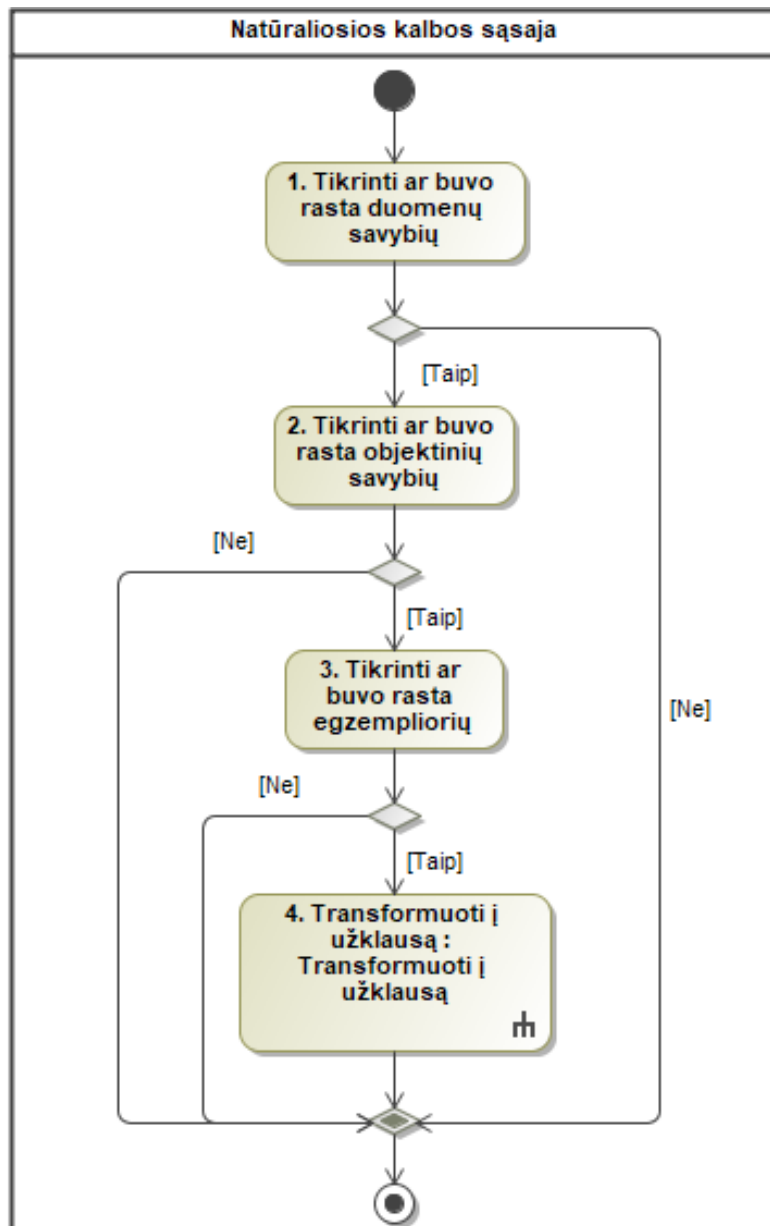 Natūraliosios kalbos sąsaja
1. Tikrinti ar buvo
rasta duomenų
savybių
[Taip]
2. Tikrinti ar buvo
rasta objektinių
savybių
[Ne]
[Taip]
3. Tikrinti ar
buvo rasta
egzempliorių
[Ne]
[Ne]
[Taip]
4. Transformuoti į
užklausą :
Transformuoti į
užklausą